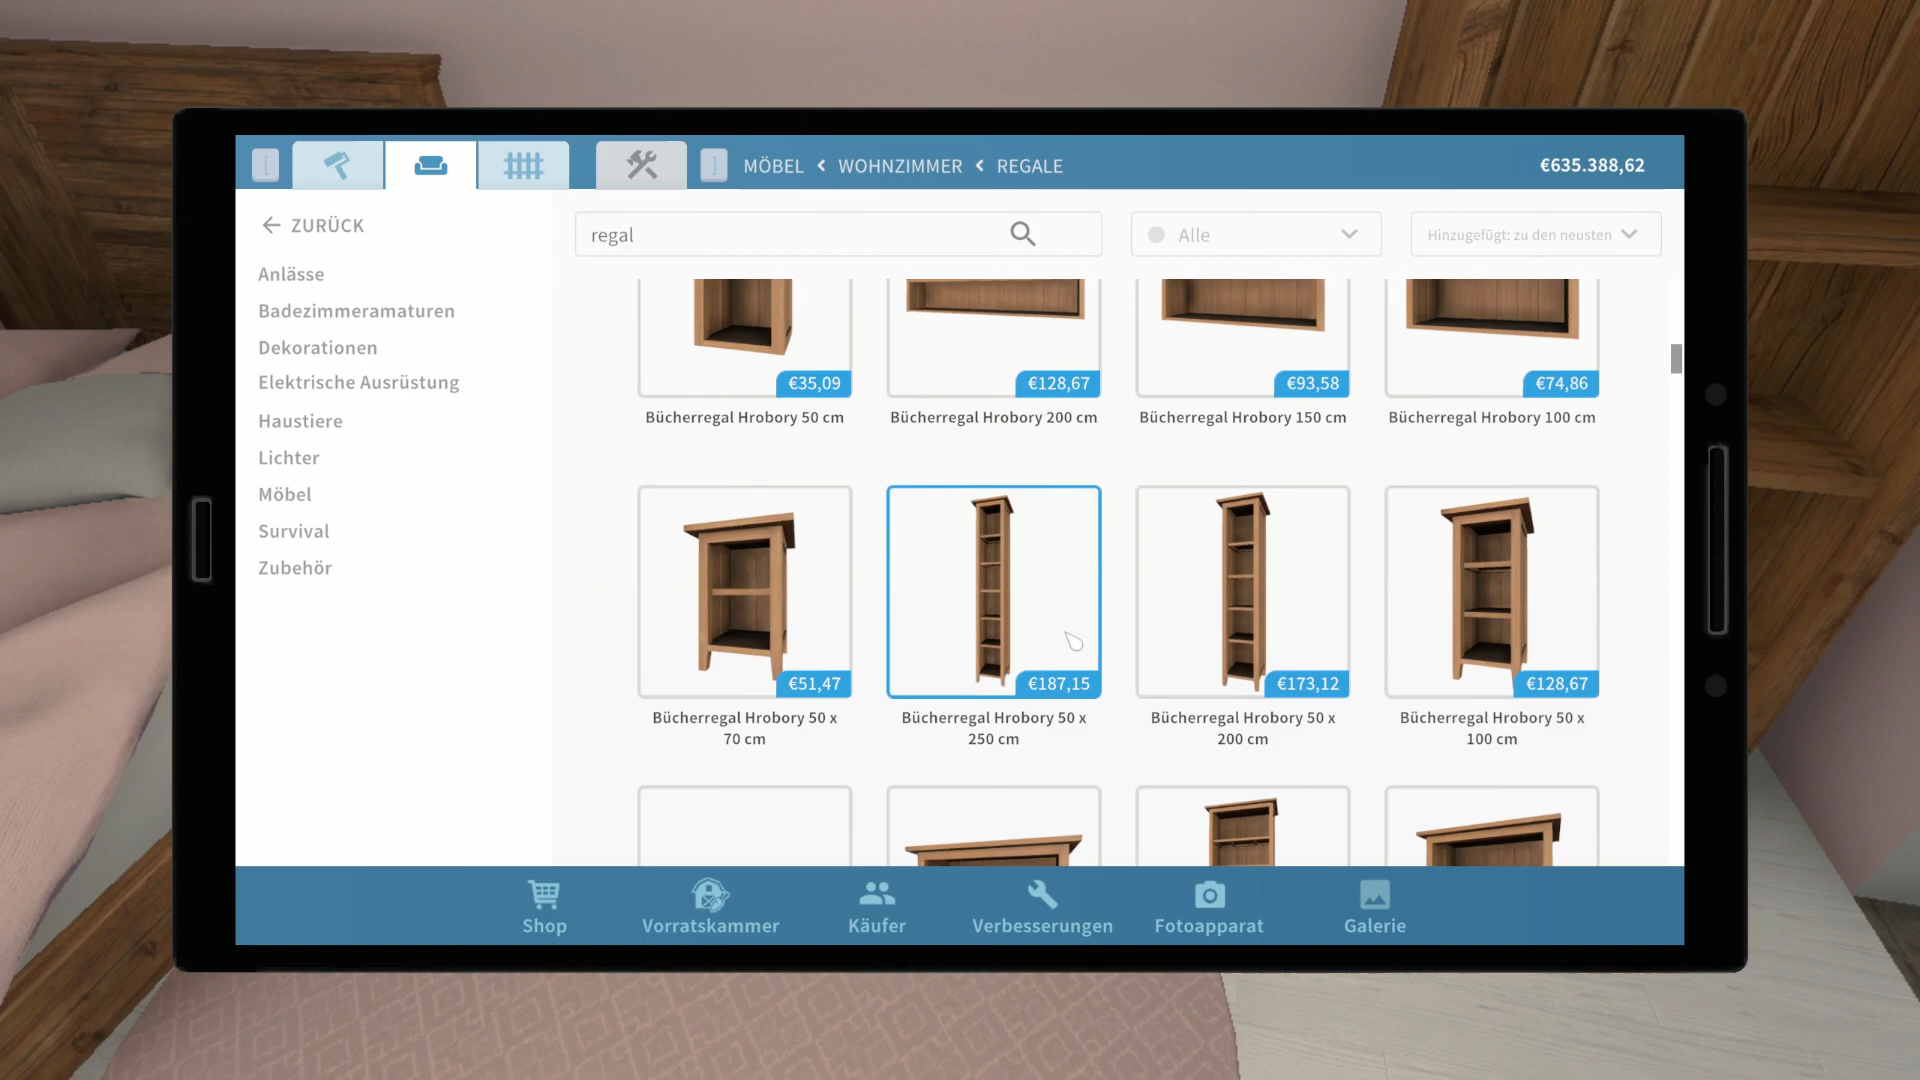 MÖBEL < WOHNZIMMER < REGALE
€635.388,62
ZURÜCK
Anlässe
Badezimmeramaturen
Dekorationen
Elektrische Ausrüstung
Haustiere
Lichter
Möbel
Survival
Zubehör
regal
Alle
Hinzugefügt: zu den neusten
€35,09
€128,67
€93,58
€74,86
Bücherregal Hrobory 50 cm
Bücherregal Hrobory 200 cm
Bücherregal Hrobory 150 cm
Bücherregal Hrobory 100 cm
€51,47
€187,15
€173,12
€128,67
Bücherregal Hrobory 50 x
70 cm
Bücherregal Hrobory 50 x
250 cm
Bücherregal Hrobory 50 x
200 cm
Bücherregal Hrobory 50 x
100 cm
Shop
Vorratskammer
Käufer
Verbesserungen
Fotoapparat
Galerie